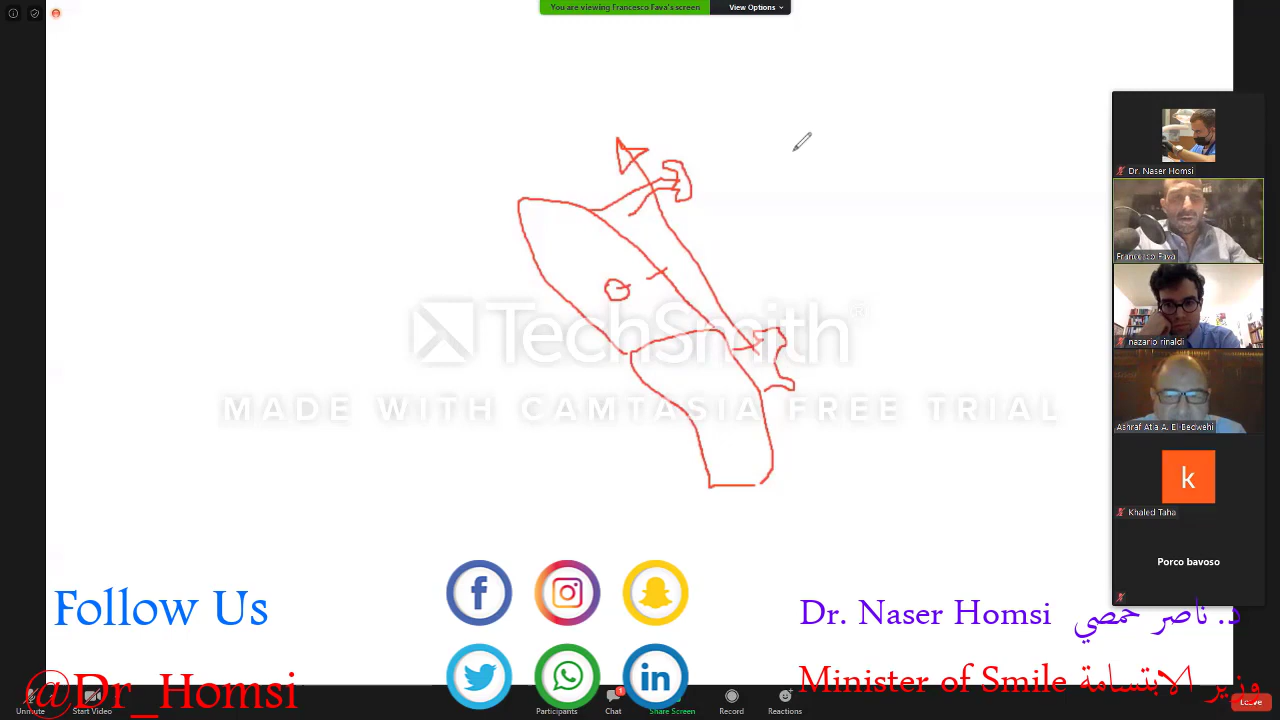 You are viewing Francesco Fava's screen
View Options
Dr. Naser Homsi
Francesco Fava
nazario rinaldi
TechSmith
Ashraf Atia A. El-Bedwehi
MADE WITH CAMTASIA FREE TRIAL
k
Khaled Taha
Porco bavoso
Follow Us
Dr. Naser Homsi د. ناصر حمصي
@Dr_Homsi
Minister of Smile وزير الابتسامة
Unmute
Start Video
Participants
Chat
1
Share Screen
Record
Reactions
Leave